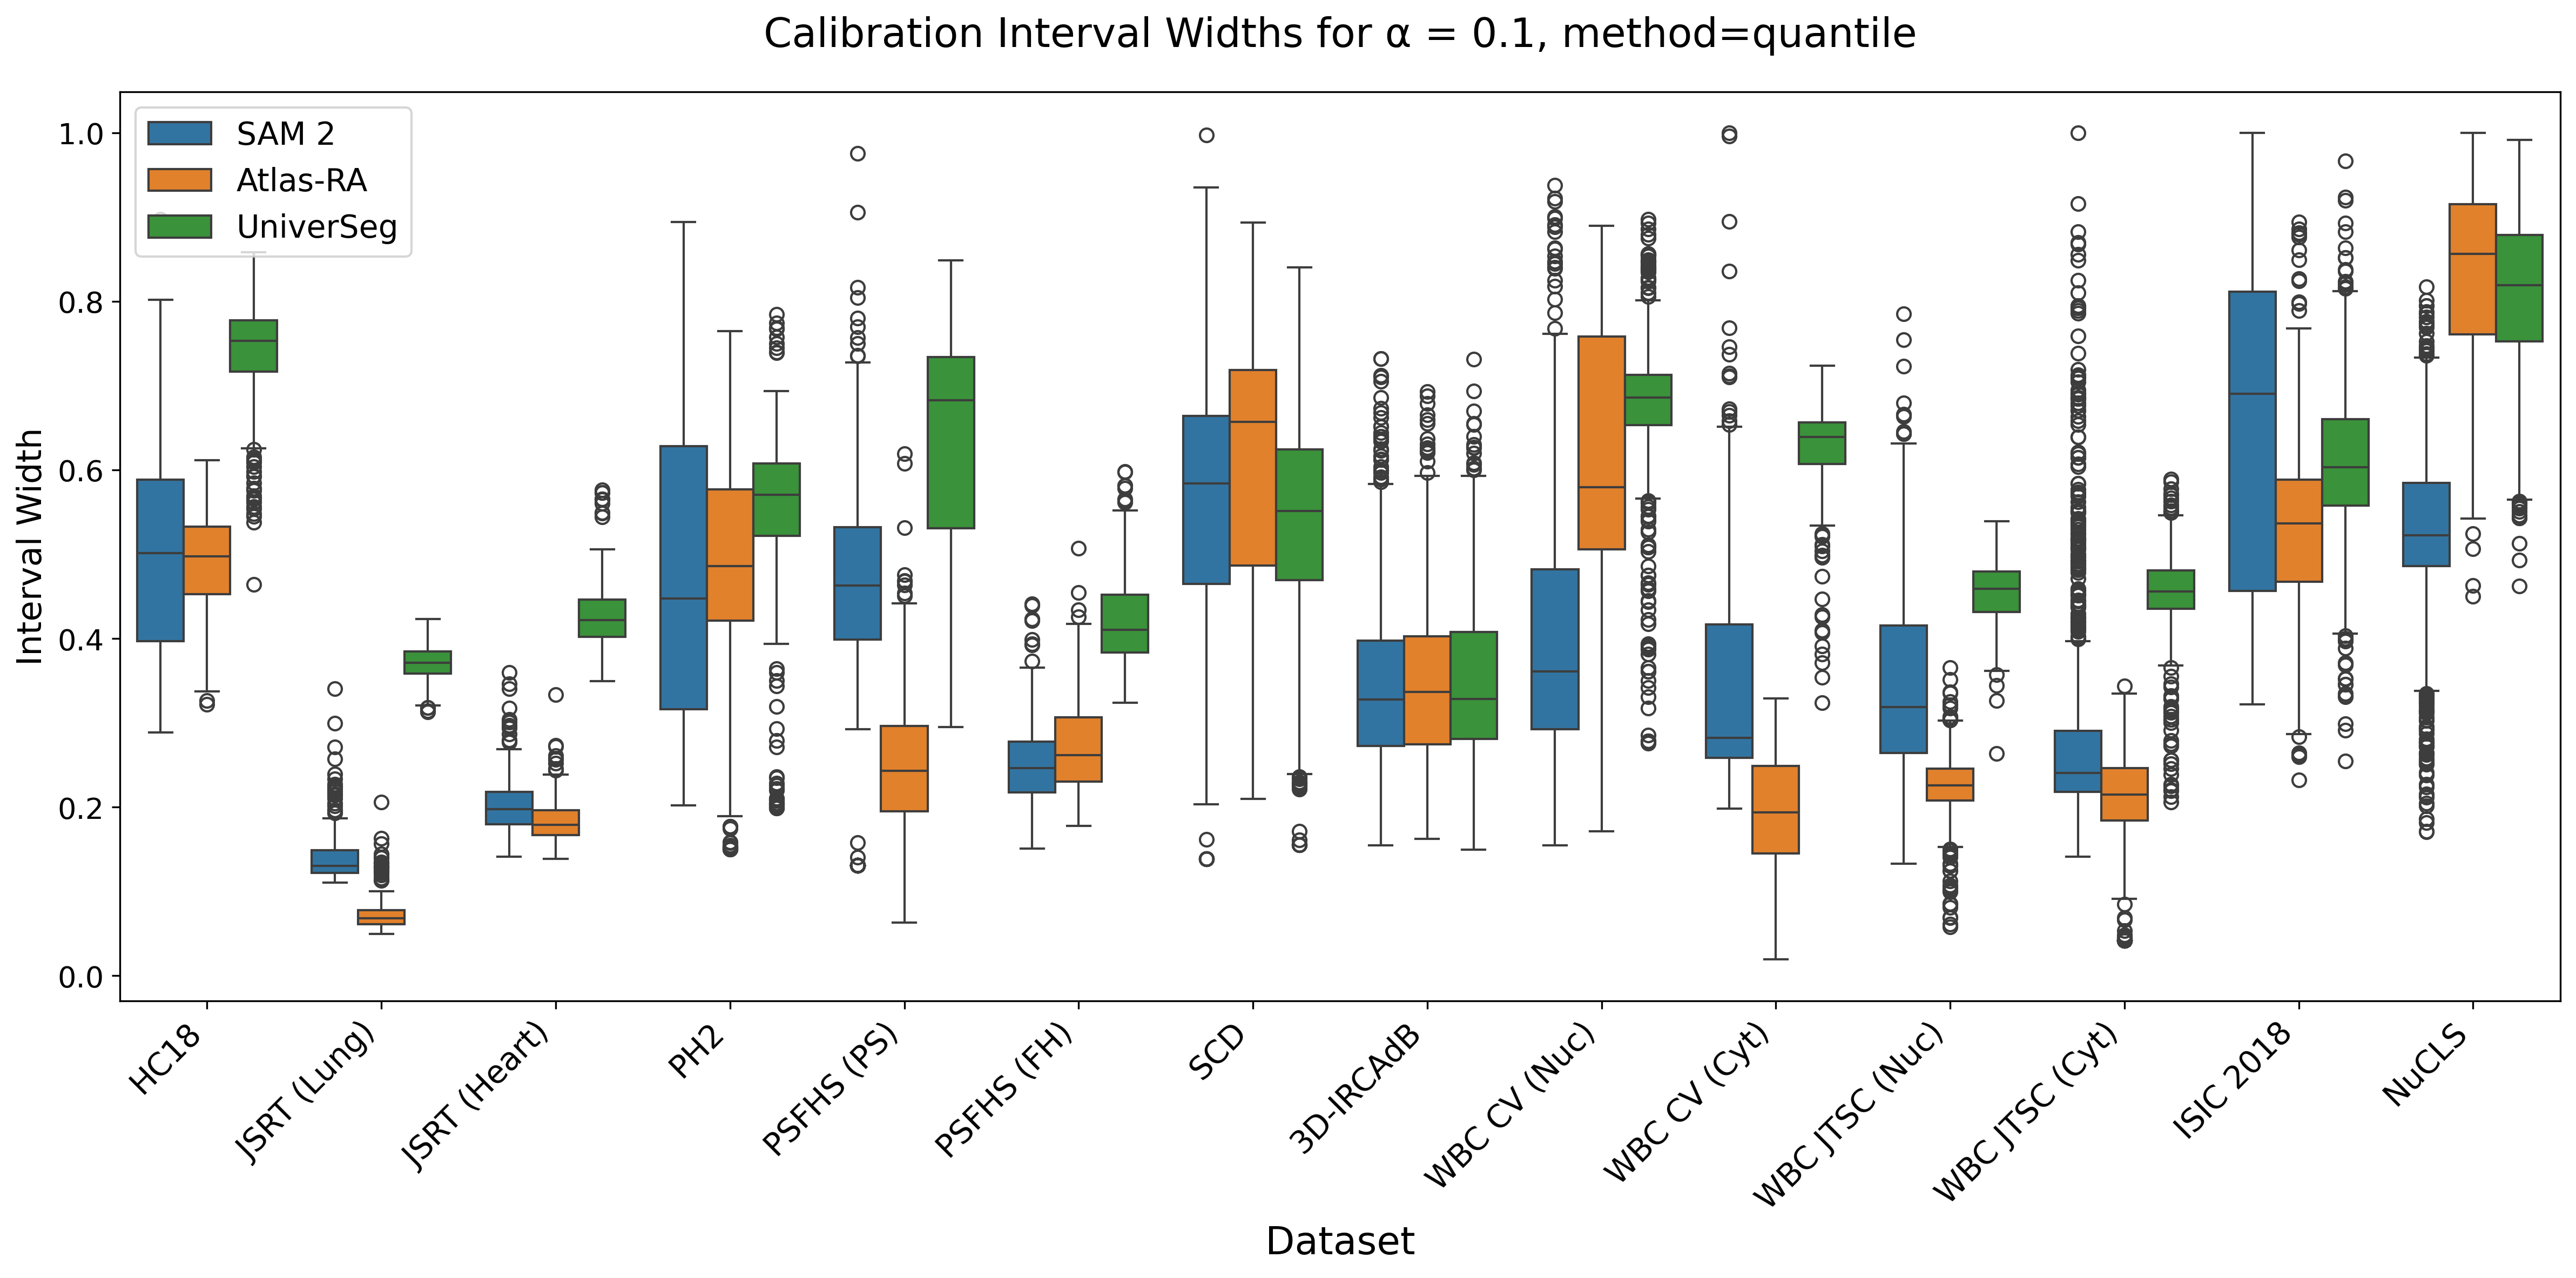 Calibration Interval Widths for α = 0.1, method=quantile
SAM 2
Atlas-RA
UniverSeg
Interval Width
1.0
0.8
0.6
0.4
0.2
0.0
HC18
JSRT (Lung)
JSRT (Heart)
PH2
PSFHS (PS)
PSFHS (FH)
SCD
3D-IRCAdB
WBC CV (Nuc)
WBC CV (Cyt)
WBC JTSC (Nuc)
WBC JTSC (Cyt)
ISIC 2018
NuCLS
Dataset